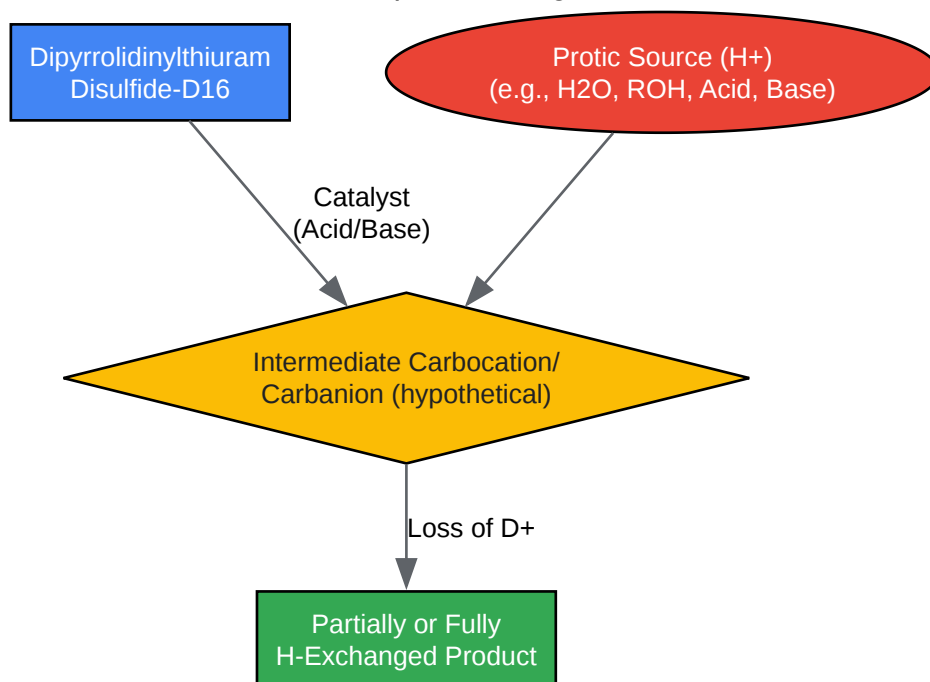 Dipyrrolidinylthiuram
Disulfide-D16
Protic Source (H+)
(e.g., H2O, ROH, Acid, Base)
Catalyst
(Acid/Base)
Intermediate Carbocation/
Carbanion (hypothetical)
Loss of D+
Partially or Fully
H-Exchanged Product